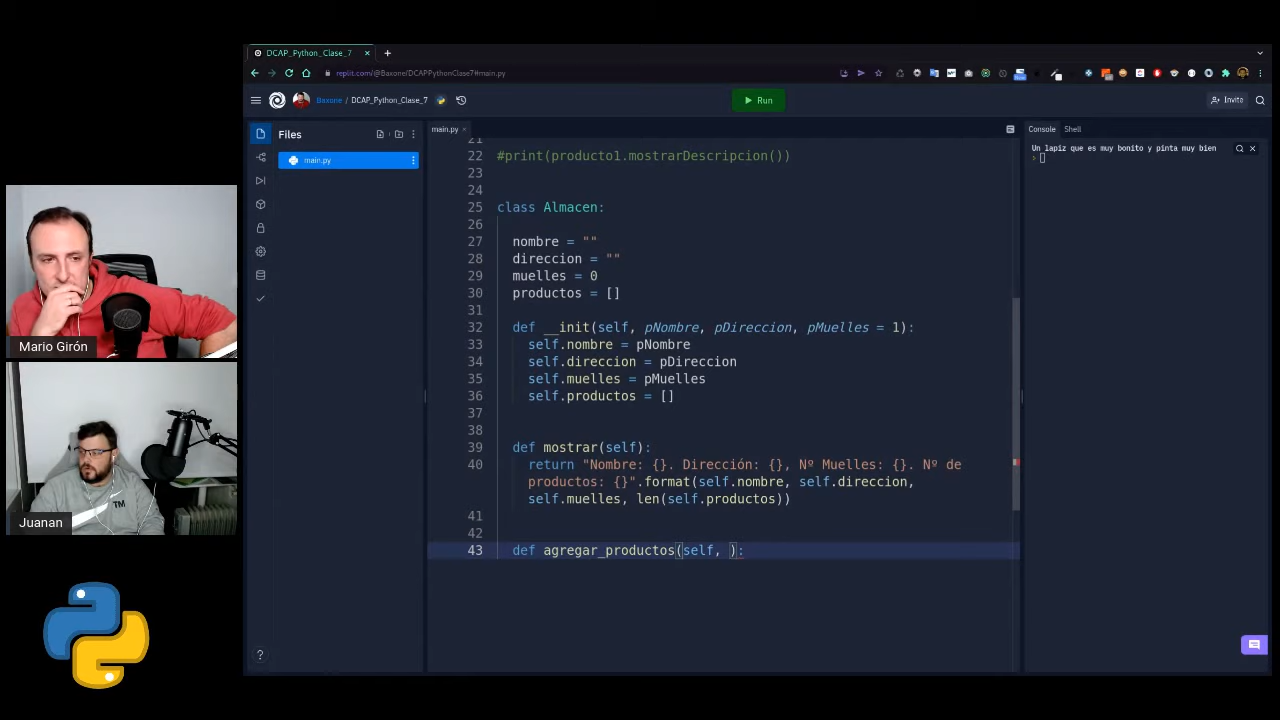 DCAP_Python_Clase_7
replit.com/@Baxone/DCAPPythonClase7#main.py
Baxone / DCAP_Python_Clase_7
Run
Invite
Files
main.py
main.py
Console
Shell
Un lapiz que es muy bonito y pinta muy bien
21
22 #print(producto1.mostrarDescripcion())
23
24
25 class Almacen:
26
27 nombre = ""
28 direccion = ""
29 muelles = 0
30 productos = []
31
32 def __init(self, pNombre, pDireccion, pMuelles = 1):
33 self.nombre = pNombre
34 self.direccion = pDireccion
35 self.muelles = pMuelles
36 self.productos = []
37
38
39 def mostrar(self):
40 return "Nombre: {}. Dirección: {}, Nº Muelles: {}. Nº de
productos: {}".format(self.nombre, self.direccion,
self.muelles, len(self.productos))
41
42
43 def agregar_productos(self, ):
Mario Girón
Juanan
TM
?